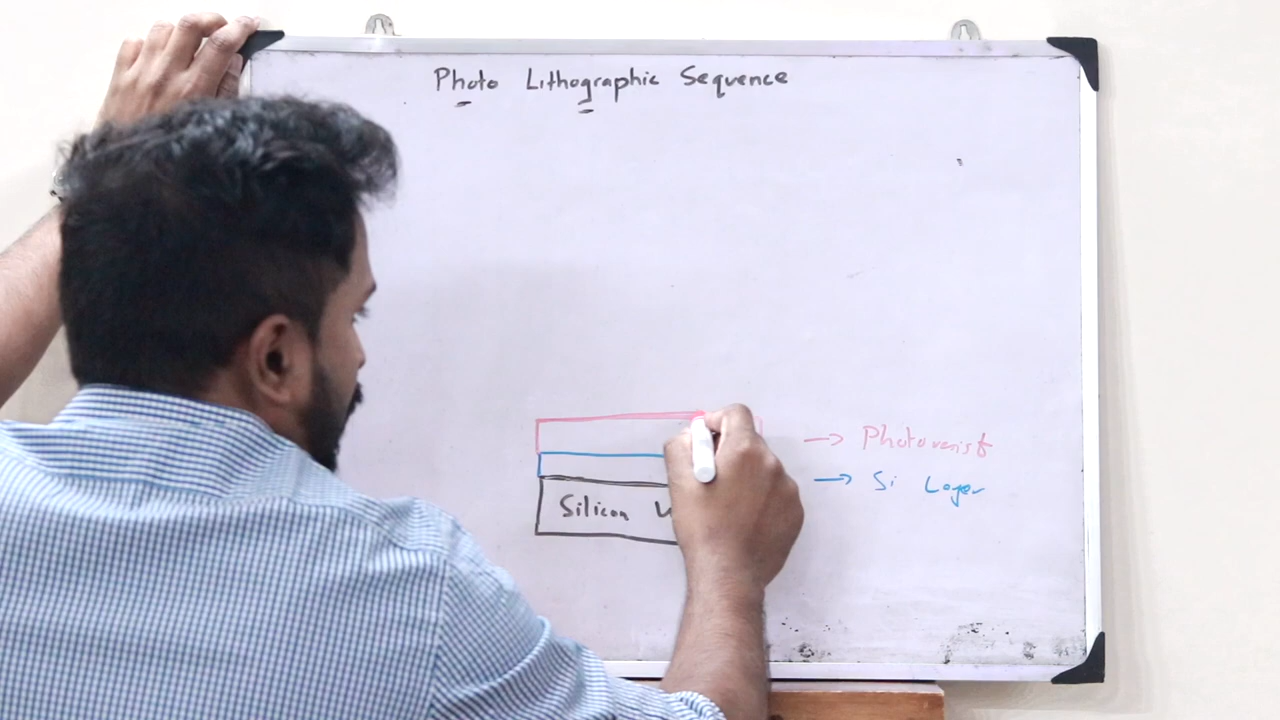 Photo Lithographic Sequence
→ Photoresist
→ Si Layer
Silicon